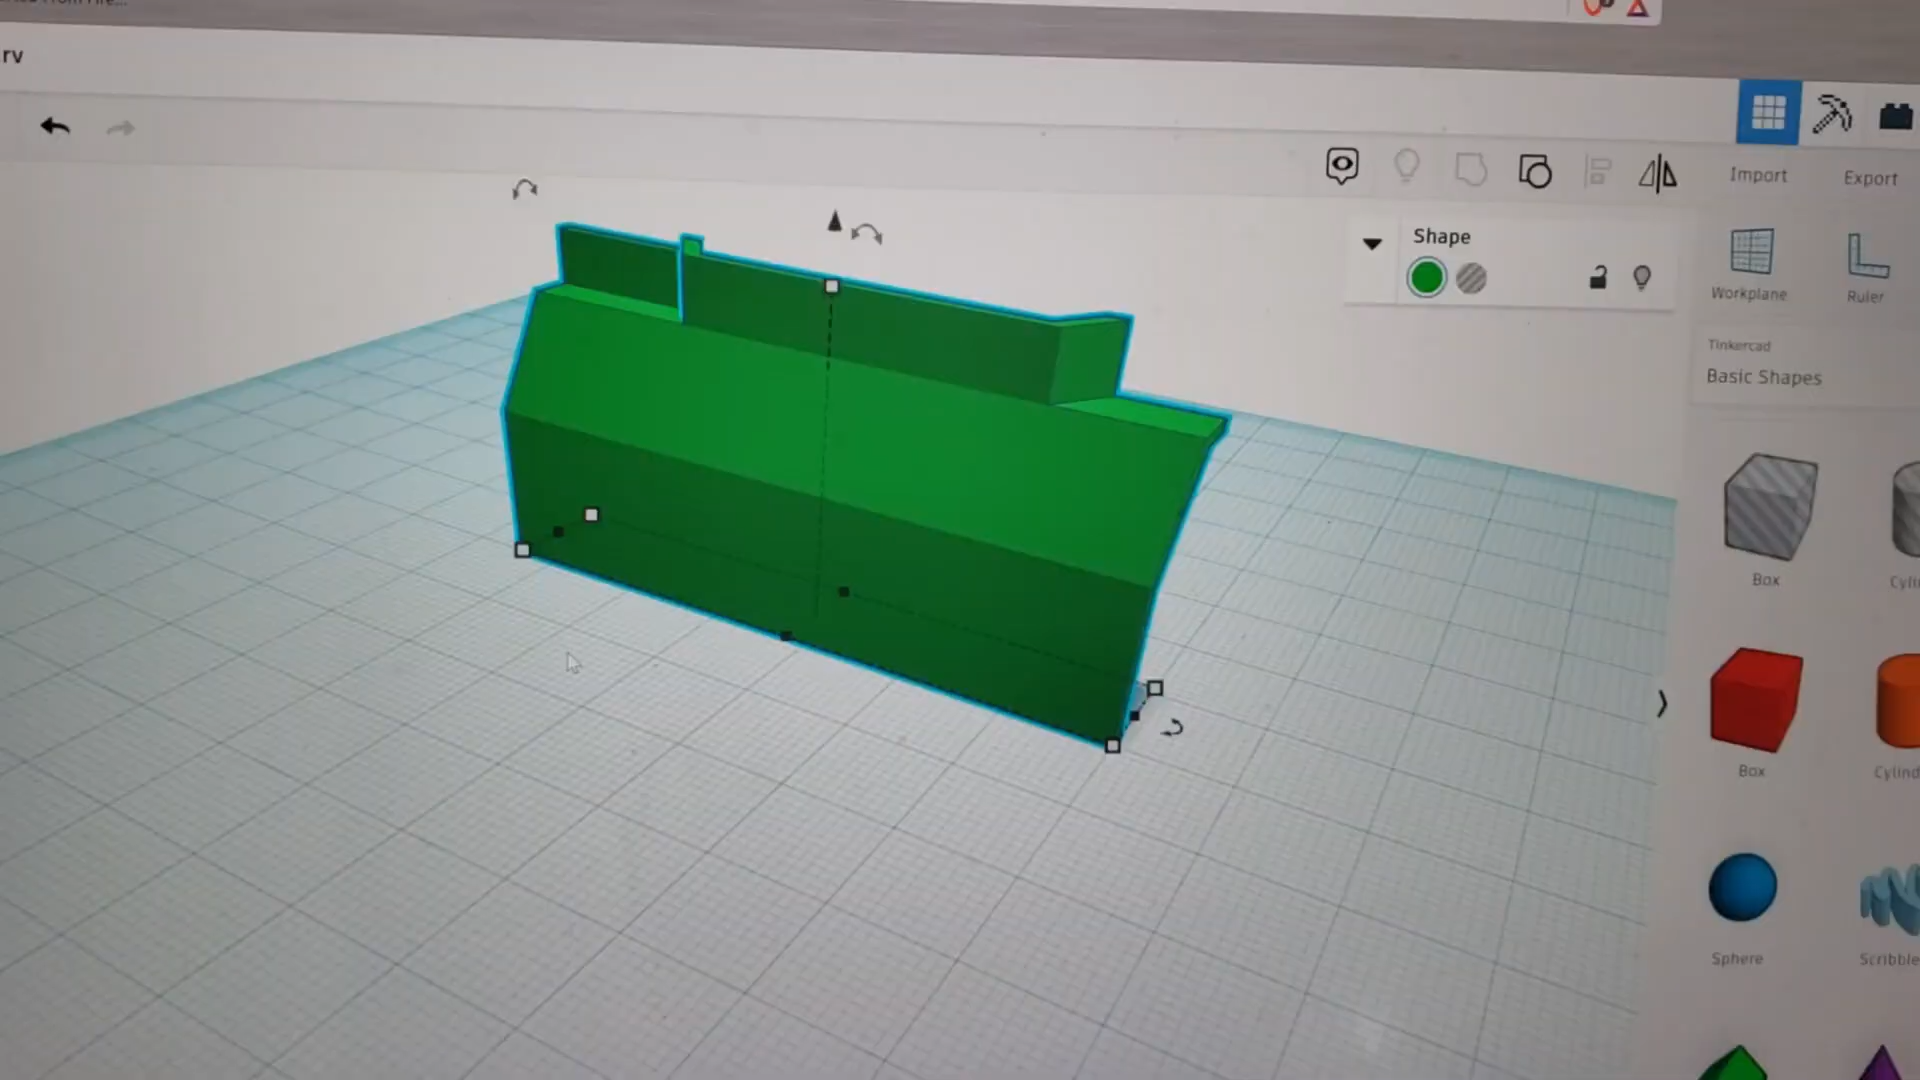 rv
Import
Export
Shape
Workplane
Ruler
Tinkercad
Basic Shapes
Box
Box
Sphere
Scribble